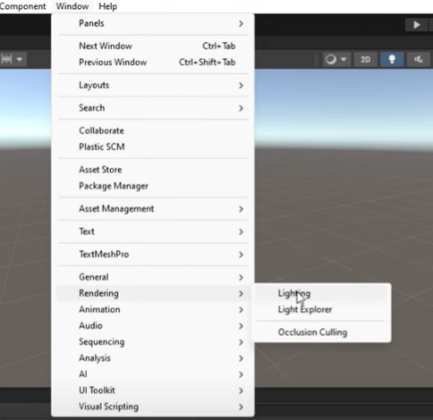 Component Window Help
Panels
Next Window Ctrl+Tab
Previous Window Ctrl+Shift+Tab
Layouts
Search
Collaborate
Plastic SCM
Asset Store
Package Manager
Asset Management
Text
TextMeshPro
General
Rendering
Animation
Audio
Sequencing
Analysis
AI
UI Toolkit
Visual Scripting
Lighting
Light Explorer
Occlusion Culling
2D